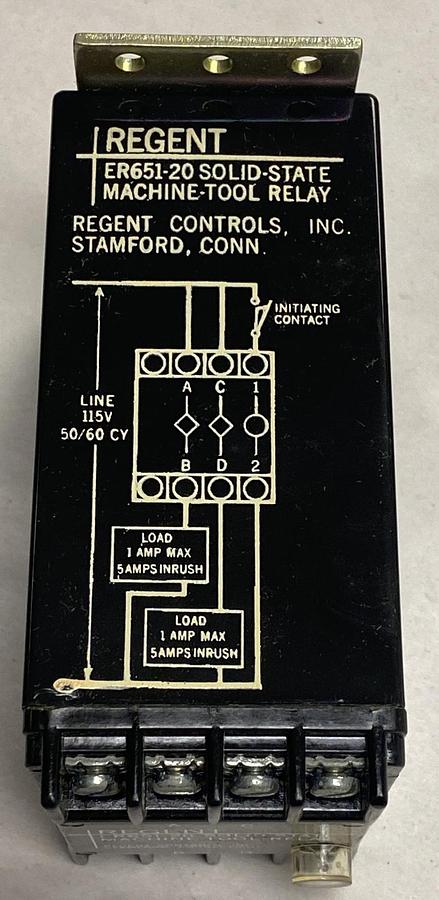 REGENT
ER651-20 SOLID-STATE
MACHINE-TOOL RELAY
REGENT CONTROLS, INC.
STAMFORD, CONN.
INITIATING
CONTACT
A C 1
LINE
115V
50/60 CY
B D 2
LOAD
1 AMP MAX
5 AMPS INRUSH
LOAD
1 AMP MAX
5 AMPS INRUSH
REGENT